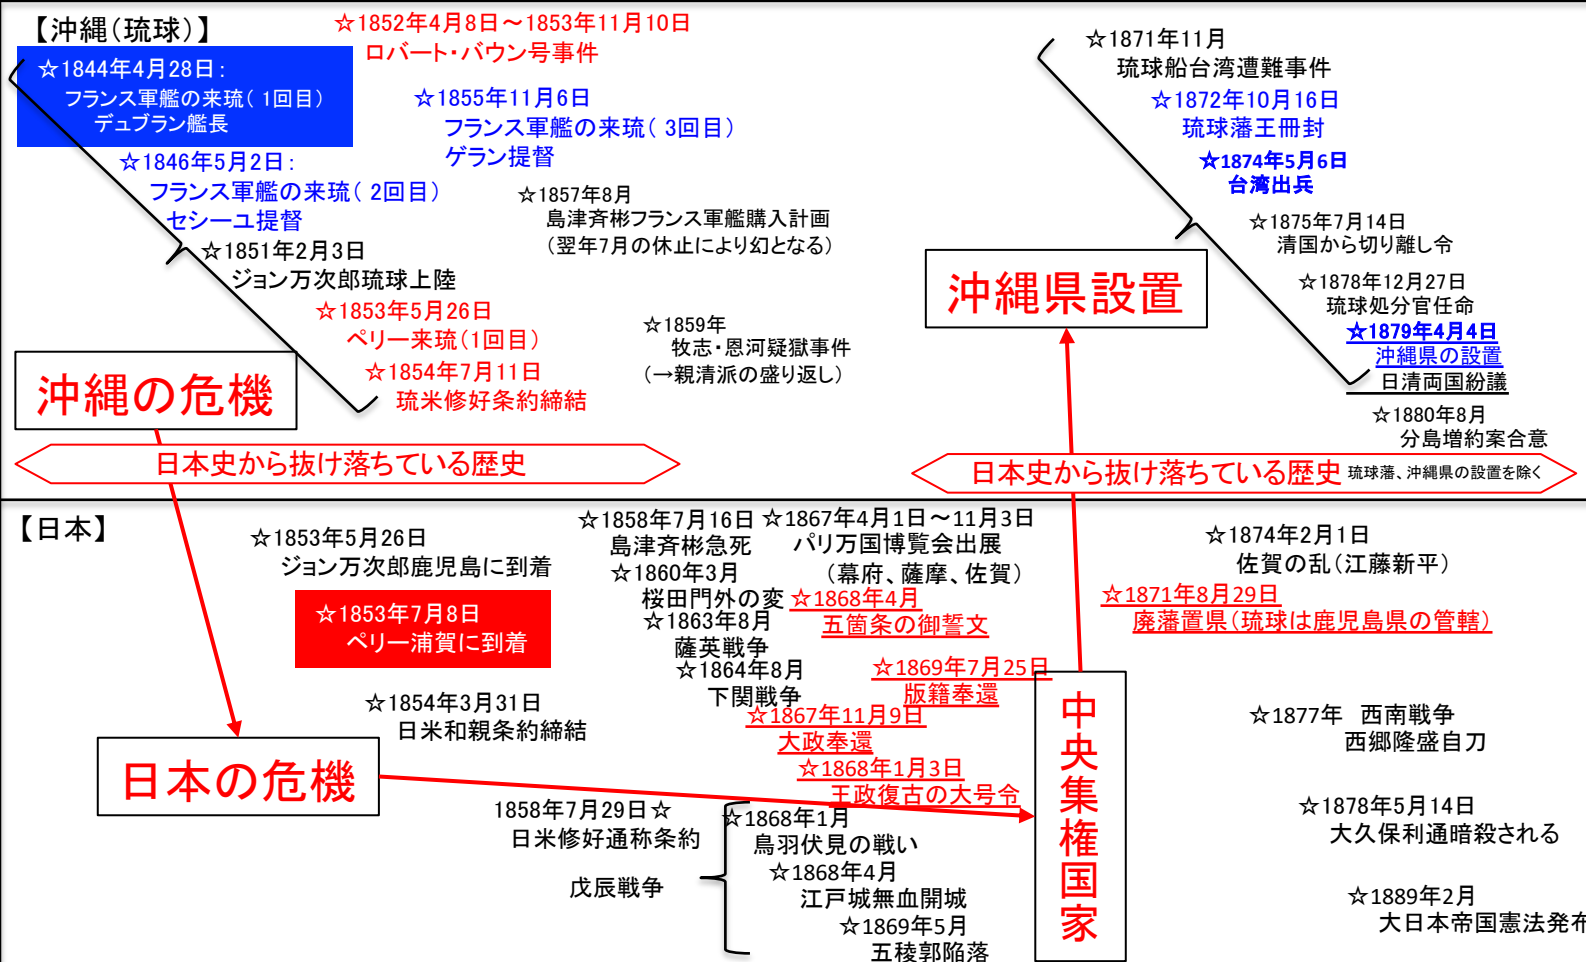 【沖縄(琉球)】
☆1852年4月8日～1853年11月10日
ロバート・バウン号事件
☆1844年4月28日：
フランス軍艦の来琉（1回目）
デュプラン艦長
☆1855年11月6日
フランス軍艦の来琉（3回目）
ゲラン提督
☆1846年5月2日：
フランス軍艦の来琉（2回目）
セシーユ提督
☆1857年8月
島津斉彬フランス軍艦購入計画
(翌年7月の休止により幻となる)
☆1851年2月3日
ジョン万次郎琉球上陸
☆1853年5月26日
ペリー来琉(1回目)
☆1859年
牧志・恩河疑獄事件
(→親清派の盛り返し)
☆1854年7月11日
琉米修好条約締結
沖縄の危機
日本史から抜け落ちている歴史
☆1871年11月
琉球船台湾遭難事件
☆1872年10月16日
琉球藩王冊封
☆1874年5月6日
台湾出兵
☆1875年7月14日
清国から切り離し令
☆1878年12月27日
琉球処分官任命
☆1879年4月4日
沖縄県の設置
日清両国紛議
☆1880年8月
分島増約案合意
沖縄県設置
日本史から抜け落ちている歴史 琉球藩、沖縄県の設置を除く
【日本】
☆1853年5月26日
ジョン万次郎鹿児島に到着
☆1853年7月8日
ペリー浦賀に到着
☆1854年3月31日
日米和親条約締結
日本の危機
☆1858年7月16日
島津斉彬急死
☆1860年3月
桜田門外の変
☆1863年8月
薩英戦争
☆1864年8月
下関戦争
☆1867年4月1日～11月3日
パリ万国博覧会出展
(幕府、薩摩、佐賀)
☆1868年4月
五箇条の御誓文
☆1869年7月25日
版籍奉還
☆1867年11月9日
大政奉還
☆1868年1月3日
王政復古の大号令
1858年7月29日☆
日米修好通称条約
戊辰戦争
☆1868年1月
鳥羽伏見の戦い
☆1868年4月
江戸城無血開城
☆1869年5月
五稜郭陥落
中央集権国家
☆1874年2月1日
佐賀の乱(江藤新平)
☆1871年8月29日
廃藩置県(琉球は鹿児島県の管轄)
☆1877年 西南戦争
西郷隆盛自刀
☆1878年5月14日
大久保利通暗殺される
☆1889年2月
大日本帝国憲法発布